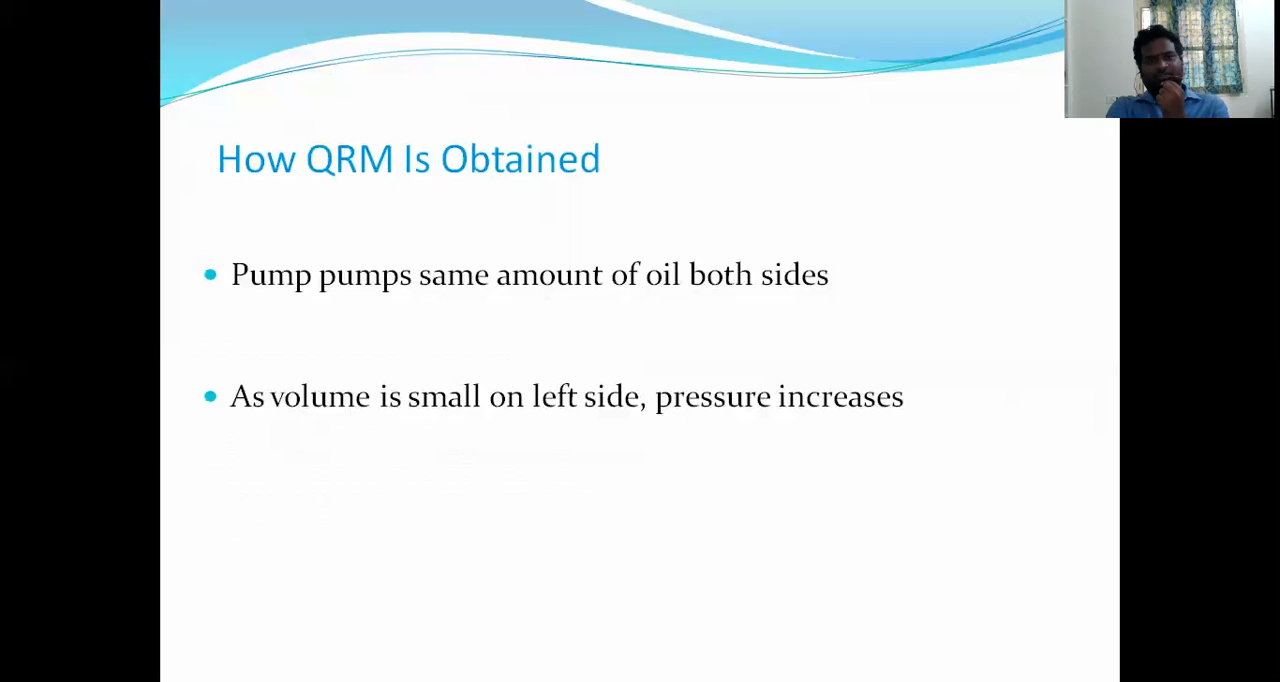 How QRM Is Obtained
Pump pumps same amount of oil both sides
As volume is small on left side, pressure increases